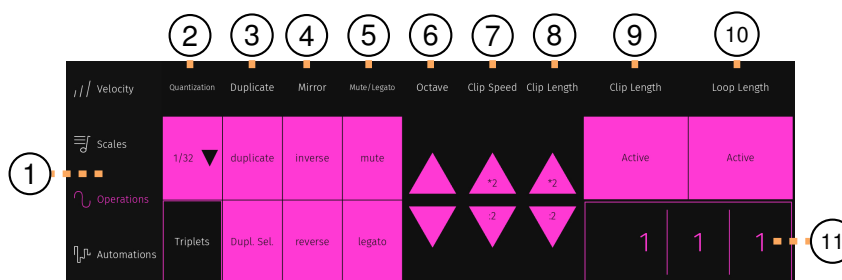 2 3 4 5 6 7 8 9 10
Velocity Quantization Duplicate Mirror Mute/Legato Octave Clip Speed Clip Length Clip Length Loop Length
Scales 1/32 duplicate inverse mute *2 *2 Active Active
1 Operations
:2 :2
Automations Triplets Dupl. Sel. reverse legato 1 1 1 11